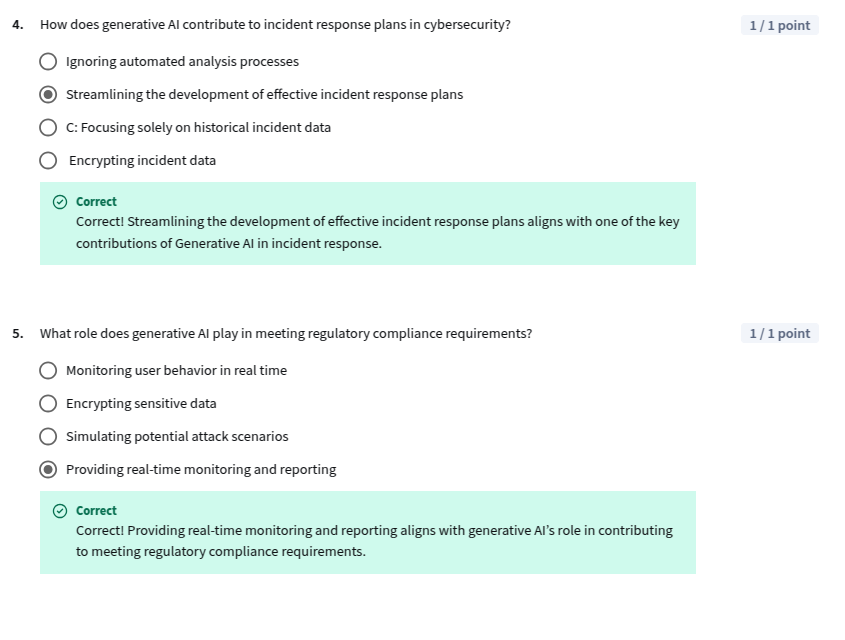 4. How does generative AI contribute to incident response plans in cybersecurity? 1 / 1 point
Ignoring automated analysis processes
Streamlining the development of effective incident response plans
C: Focusing solely on historical incident data
Encrypting incident data
Correct
Correct! Streamlining the development of effective incident response plans aligns with one of the key
contributions of Generative AI in incident response.
5. What role does generative AI play in meeting regulatory compliance requirements? 1 / 1 point
Monitoring user behavior in real time
Encrypting sensitive data
Simulating potential attack scenarios
Providing real-time monitoring and reporting
Correct
Correct! Providing real-time monitoring and reporting aligns with generative AI’s role in contributing
to meeting regulatory compliance requirements.